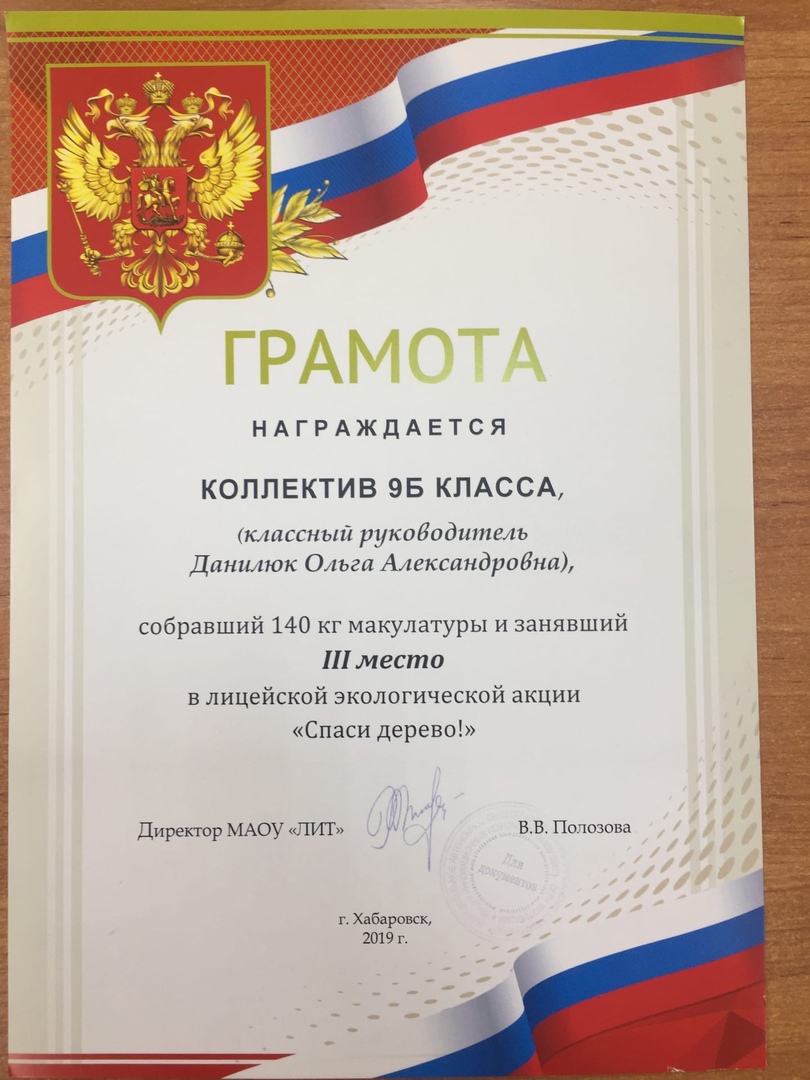 ГРАМОТА
НАГРАЖДАЕТСЯ
КОЛЛЕКТИВ 9Б КЛАССА,
(классный руководитель
Данилюк Ольга Александровна),
собравший 140 кг макулатуры и занявший
III место
в лицейской экологической акции
«Спаси дерево!»
Директор МАОУ «ЛИТ»
В.В. Полозова
Для
документов
г. Хабаровск,
2019 г.